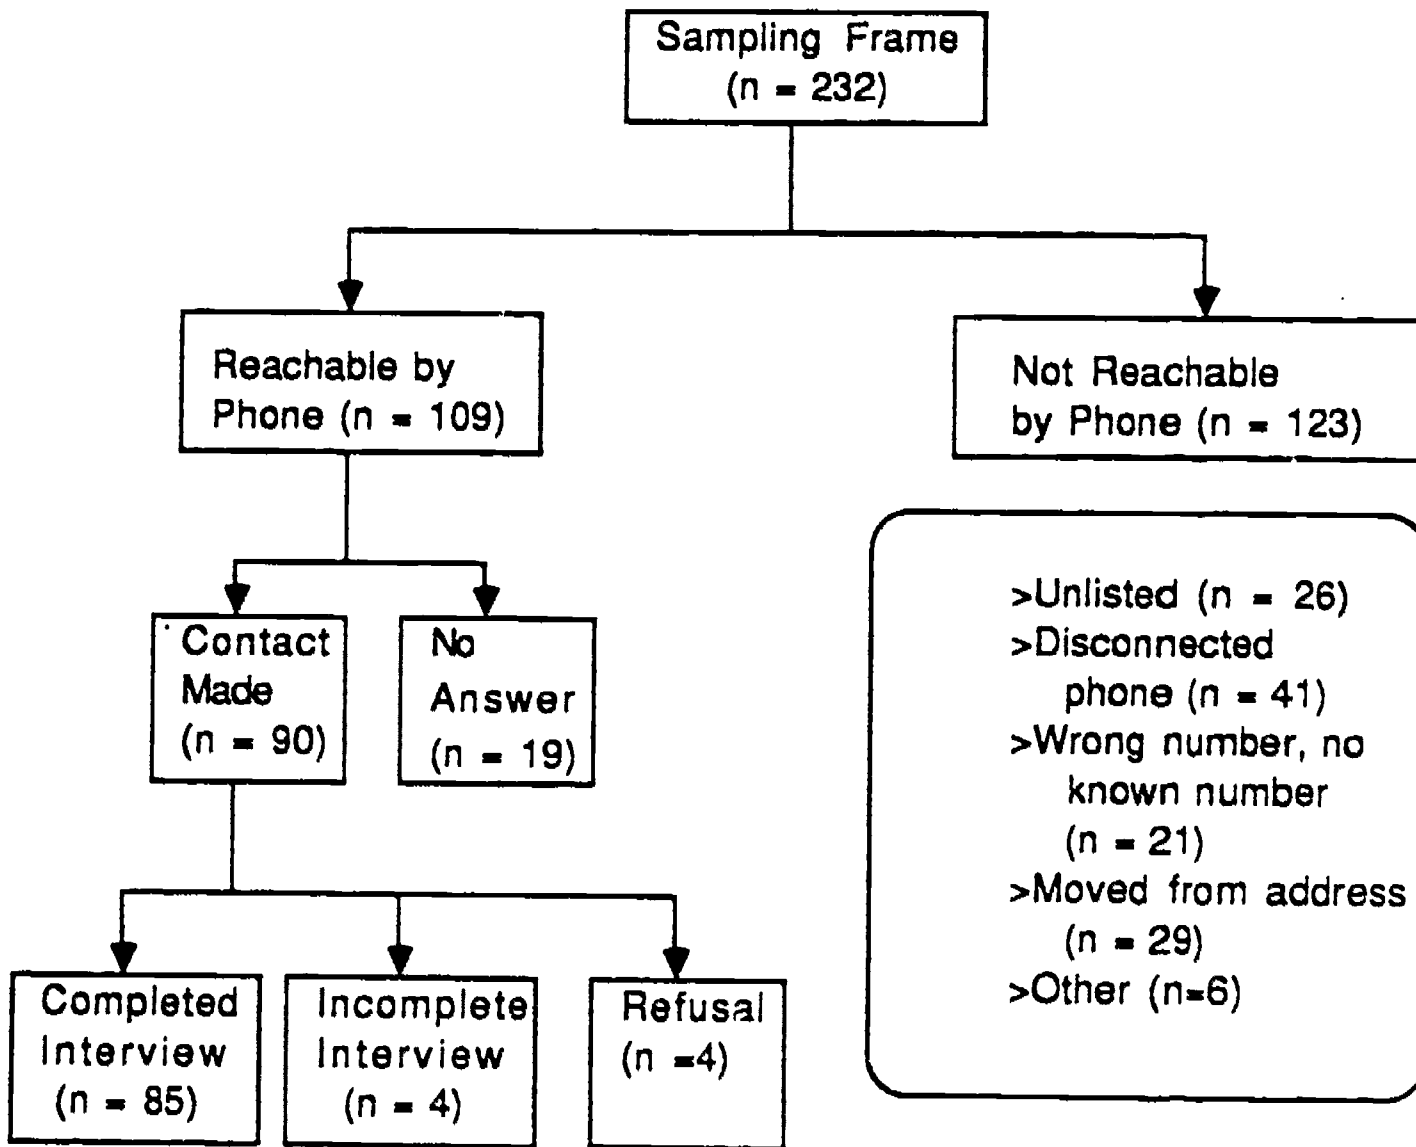 Sampling Frame
(n = 232)
Reachable by
Phone (n = 109)
Not Reachable
by Phone (n = 123)
Contact
Made
(n = 90)
No
Answer
(n = 19)
>Unlisted (n = 26)
>Disconnected
phone (n = 41)
>Wrong number, no
known number
(n = 21)
>Moved from address
(n = 29)
>Other (n=6)
Completed
Interview
(n = 85)
Incomplete
Interview
(n = 4)
Refusal
(n =4)